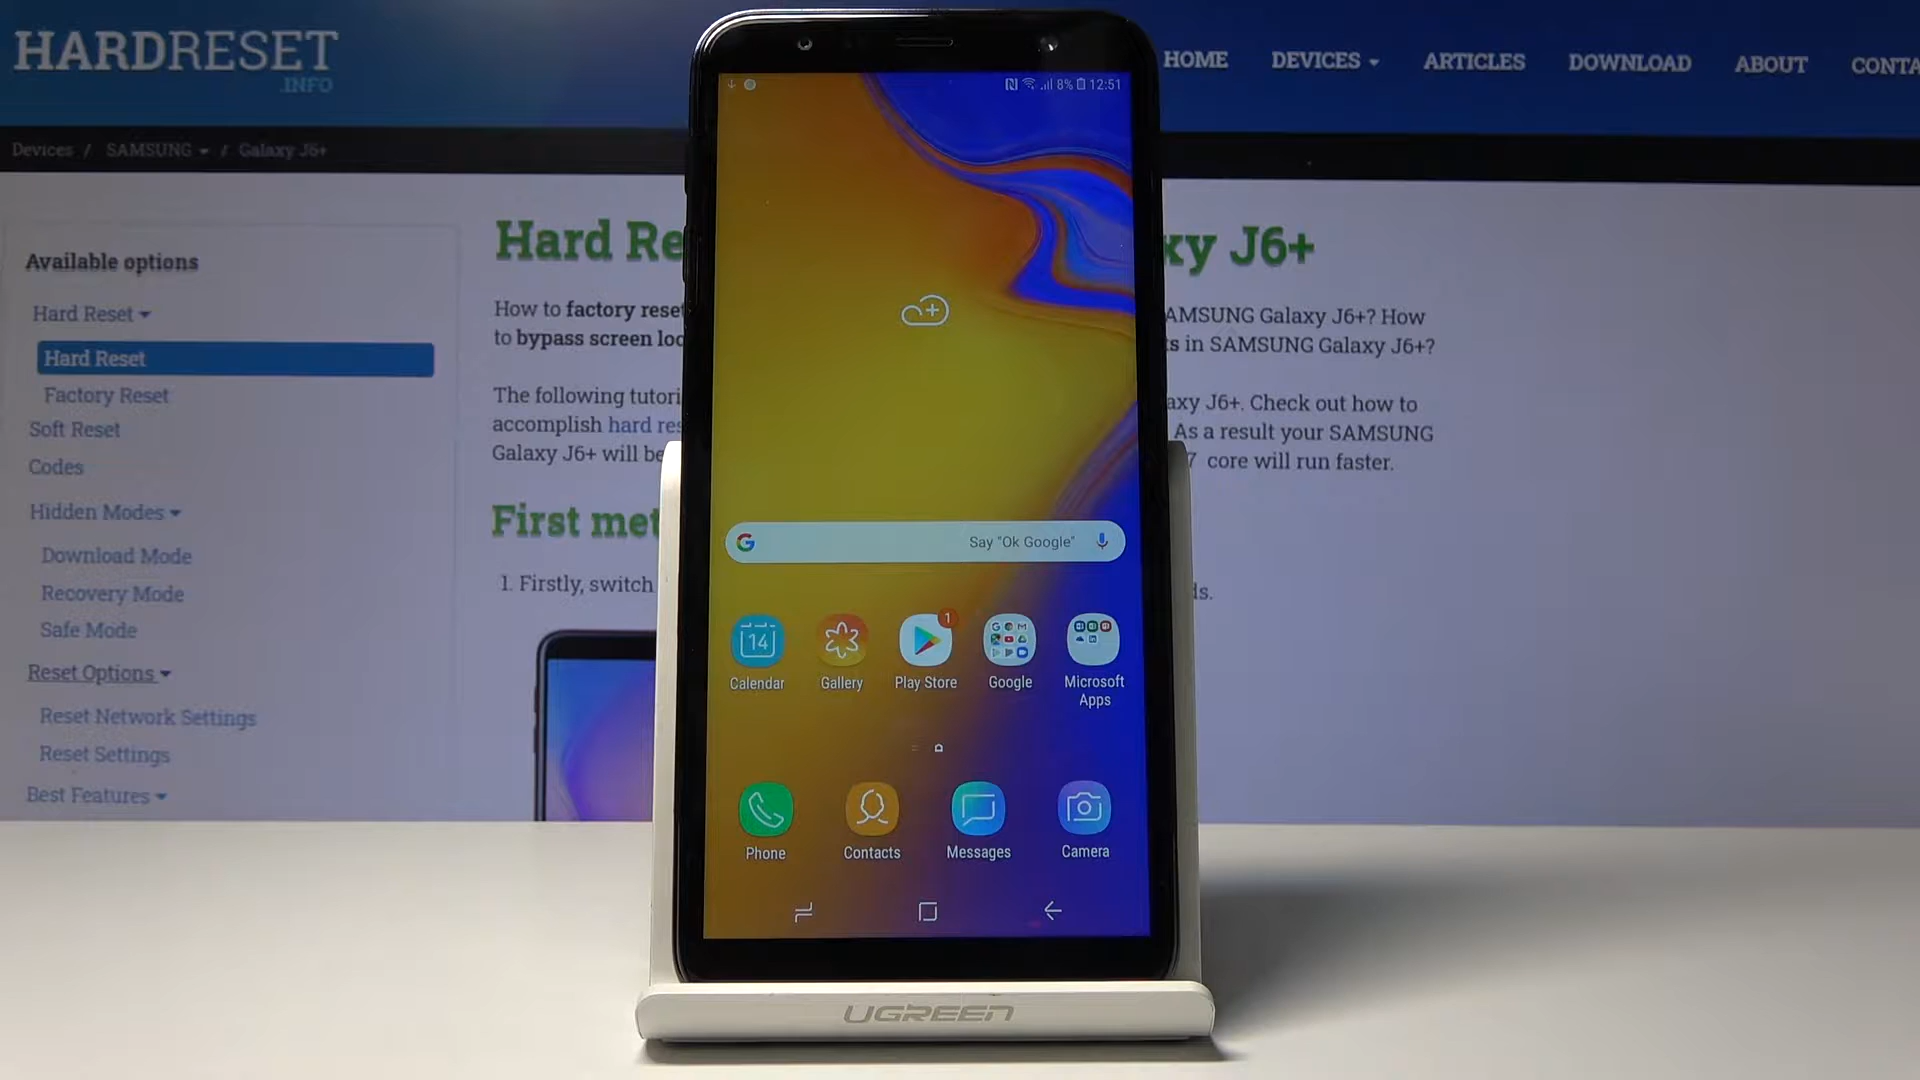 HARDRESET
.INFO
HOME
DEVICES
ARTICLES
DOWNLOAD
ABOUT
CONTA
Devices / SAMSUNG / Galaxy J6+
Available options
Hard Reset
Hard Reset
Factory Reset
Soft Reset
Codes
Hidden Modes
Download Mode
Recovery Mode
Safe Mode
Reset Options
Reset Network Settings
Reset Settings
Best Features
Hard Re
xy J6+
How to factory reset
AMSUNG Galaxy J6+? How
to bypass screen loc
s in SAMSUNG Galaxy J6+?
The following tutori
axy J6+. Check out how to
accomplish hard res
As a result your SAMSUNG
Galaxy J6+ will be
7 core will run faster.
First met
1. Firstly, switch
ds.
8% 12:51
G Say "Ok Google"
14
1
Calendar
Gallery
Play Store
Google
Microsoft
Apps
Phone
Contacts
Messages
Camera
UGREEN